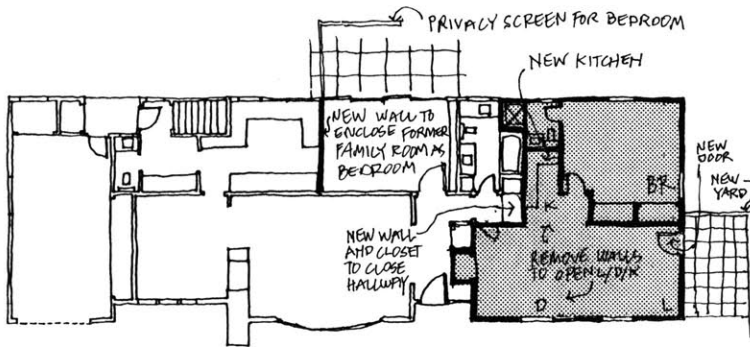 PRIVACY SCREEN FOR BEDROOM
NEW KITCHEN
NEW WALL TO
ENCLOSE FORMER
FAMILY ROOM AS
BEDROOM
NEW
DOOR
NEW
YARD
BR
K
NEW WALL
AND CLOSET
TO CLOSE
HALLWAY
REMOVE WALLS
TO OPEN L/D/K
D
L